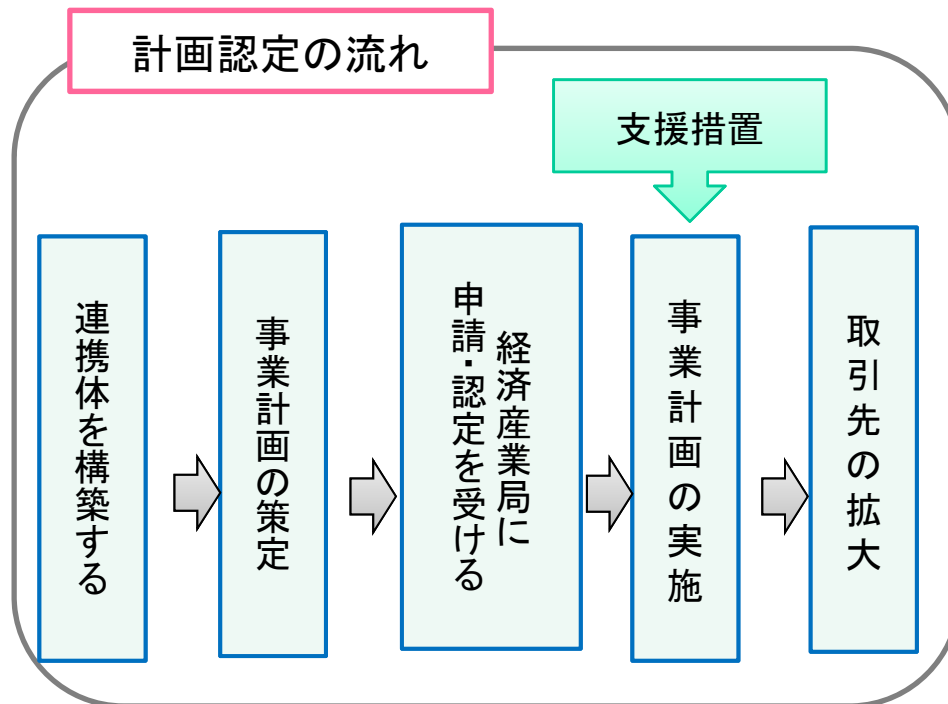 計画認定の流れ
支援措置
連携体を構築する
事業計画の策定
経済産業局に
申請・認定を受ける
事業計画の実施
取引先の拡大